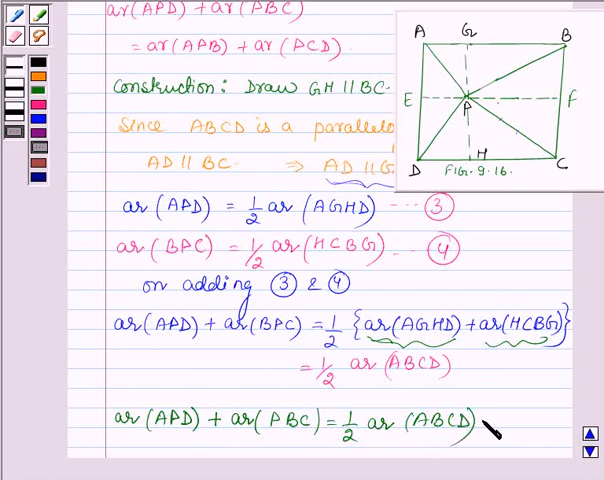 ar(APD) + ar(PBC)
= ar(APB) + ar(PCD).
Construction: Draw GH || BC.
Since ABCD is a
AD || BC. ⇒ AD || G
ar(APD) = 1/2 ar(AGHD) ---- ③
ar(BPC) = 1/2 ar(HCBG) -- ④
on adding ③ & ④
ar(APD) + ar(BPC) = 1/2 {ar(AGHD) + ar(HCBG)}
= 1/2 ar(ABCD)
ar(APD) + ar(PBC) = 1/2 ar(ABCD)
A G B
E P F
D H C
FIG. 9.16.